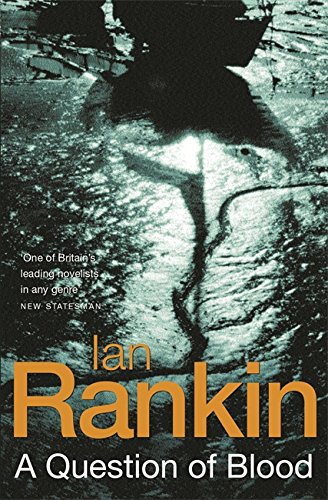 'One of Britain's
leading novelists
in any genre'
NEW STATESMAN
Ian
Rankin
A Question of Blood